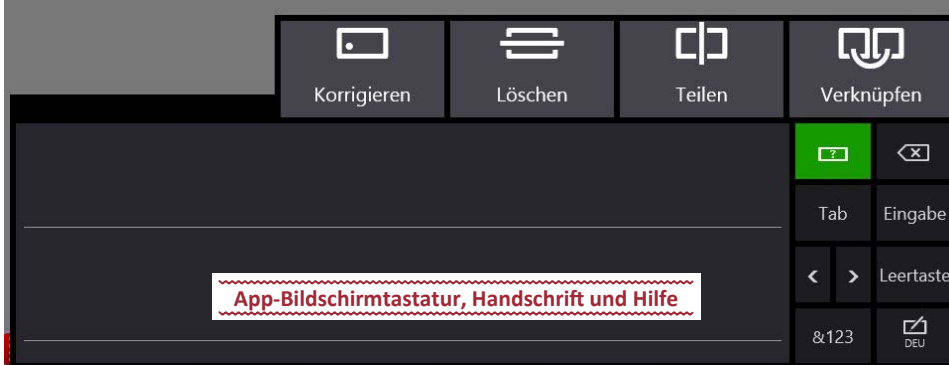 Korrigieren
Löschen
Teilen
Verknüpfen
?
Tab
Eingabe
< > Leertaste
App-Bildschirmtastatur, Handschrift und Hilfe
&123
DEU